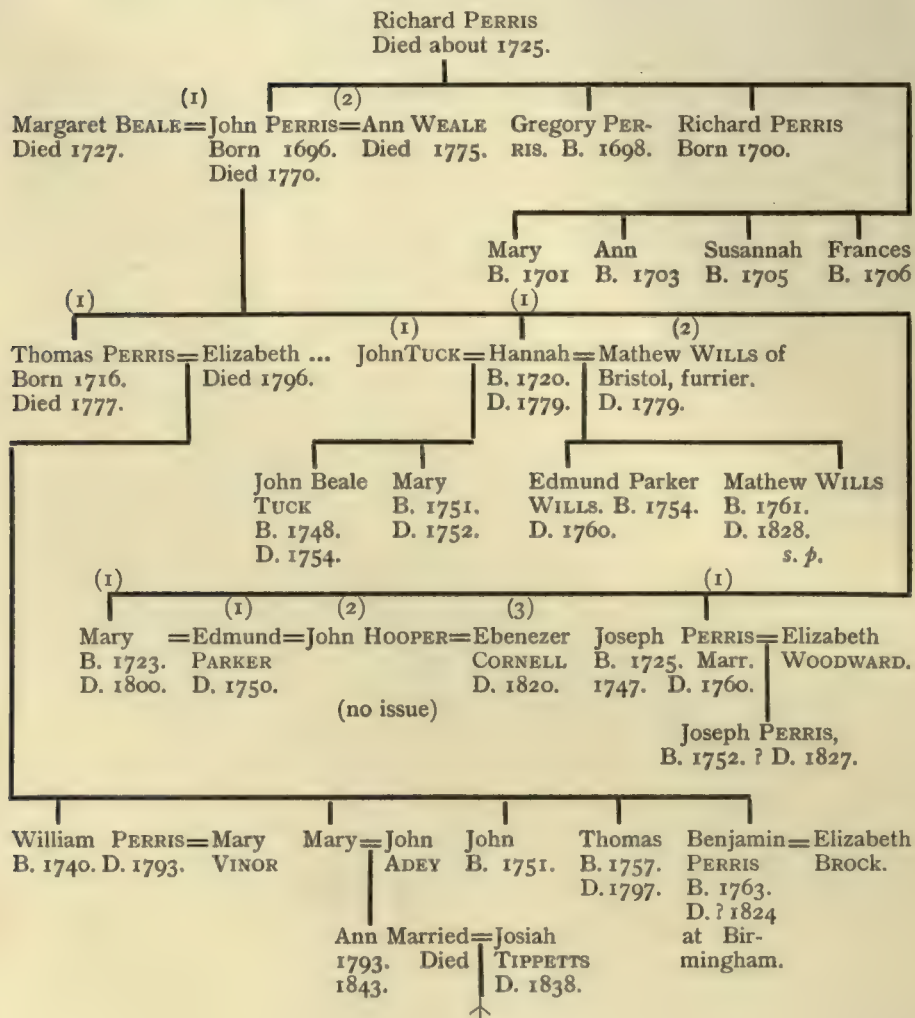 Richard PERRIS
Died about 1725.
(1) (2)
Margaret BEALE=John PERRIS=Ann WEALE Gregory PER- Richard PERRIS
Died 1727. Born 1696. Died 1775. RIS. B. 1698. Born 1700.
Died 1770.
Mary Ann Susannah Frances
B. 1701 B. 1703 B. 1705 B. 1706
(1) (1) (1) (2)
Thomas PERRIS=Elizabeth ... John TUCK=Hannah=Mathew WILLS of
Born 1716. Died 1796. B. 1720. Bristol, furrier.
Died 1777. D. 1779. D. 1779.
John Beale Mary Edmund Parker Mathew WILLS
TUCK B. 1751. WILLS. B. 1754. B. 1761.
B. 1748. D. 1752. D. 1760. D. 1828.
D. 1754. s. p.
(1) (1) (2) (3) (1)
Mary =Edmund=John HOOPER=Ebenezer Joseph PERRIS=Elizabeth
B. 1723. PARKER CORNELL B. 1725. Marr. WOODWARD.
D. 1800. D. 1750. D. 1820. 1747. D. 1760.
(no issue)
Joseph PERRIS,
B. 1752. ? D. 1827.
William PERRIS=Mary Mary=John John Thomas Benjamin=Elizabeth
B. 1740. D. 1793. VINOR ADEY B. 1751. B. 1757. PERRIS BROCK.
D. 1797. B. 1763.
D. ? 1824
Ann Married=Josiah at Bir-
1793. Died TIPPETTS mingham.
1843. D. 1838.